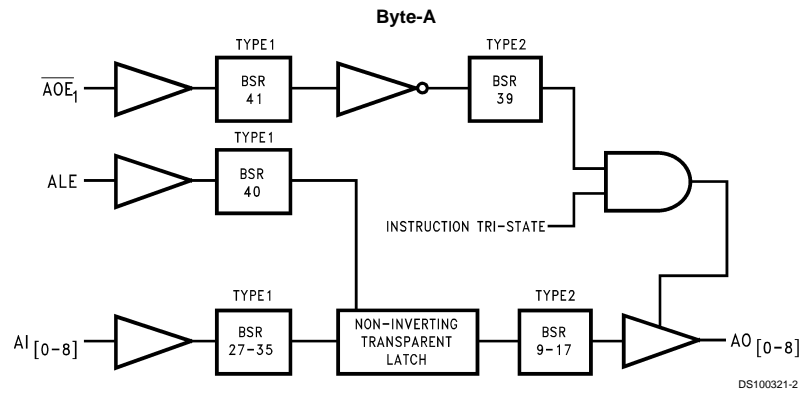 Byte-A
TYPE1
TYPE2
AOE1
BSR
41
BSR
39
TYPE1
ALE
BSR
40
INSTRUCTION TRI-STATE
TYPE1
TYPE2
AI [0-8]
BSR
27-35
NON-INVERTING
TRANSPARENT
LATCH
BSR
9-17
AO [0-8]
DS100321-2